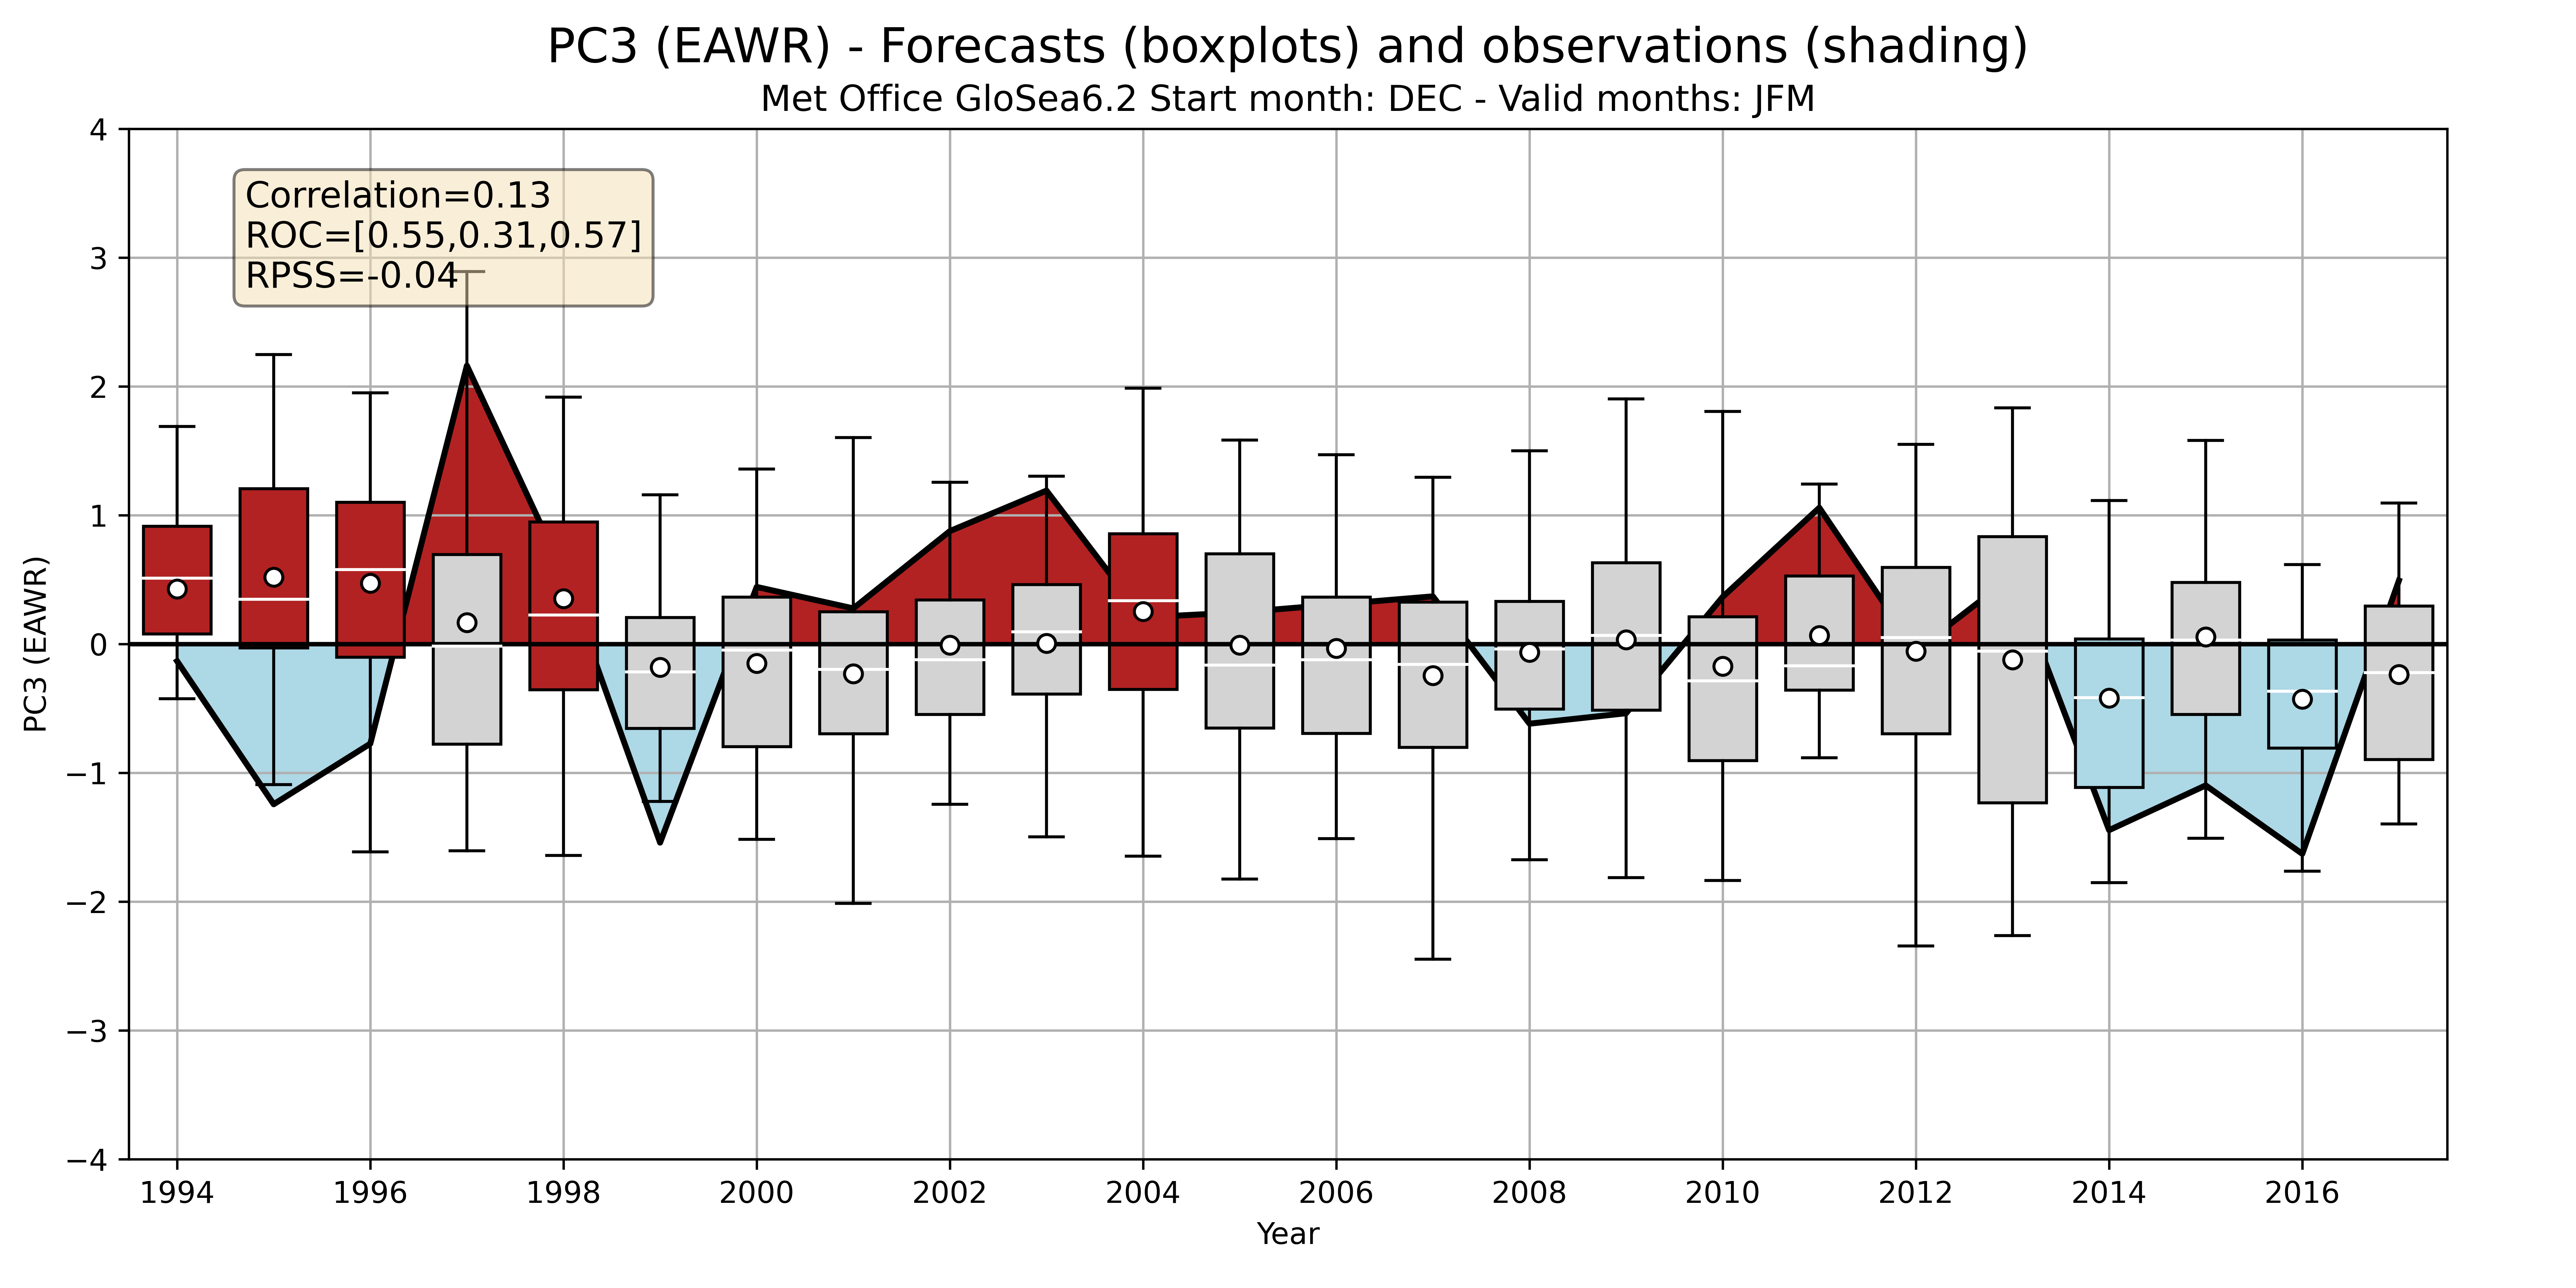 PC3 (EAWR) - Forecasts (boxplots) and observations (shading)
Met Office GloSea6.2 Start month: DEC - Valid months: JFM
4
3
2
1
0
−1
−2
−3
−4
PC3 (EAWR)
Correlation=0.13
ROC=[0.55,0.31,0.57]
RPSS=-0.04
1994 1996 1998 2000 2002 2004 2006 2008 2010 2012 2014 2016
Year